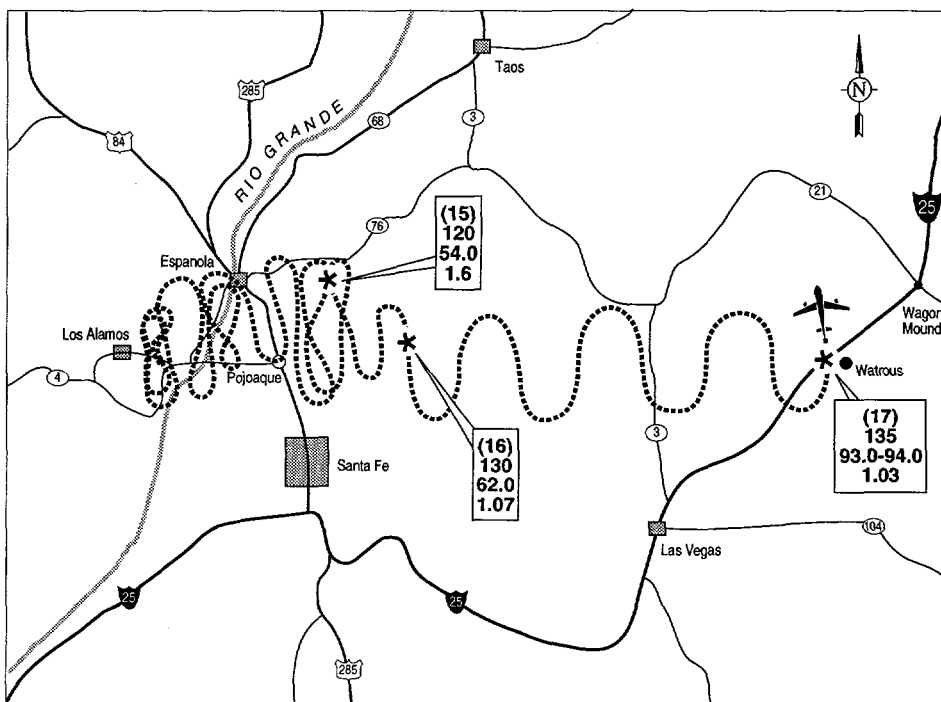 Taos
N
285
RIO GRANDE
68
3
84
21
25
76
(15)
120
54.0
1.6
Espanola
Los Alamos
Wagon
Mound
Watrous
4
Pojoaque
(17)
135
93.0-94.0
1.03
(16)
130
62.0
1.07
3
Santa Fe
Las Vegas
104
25
25
285